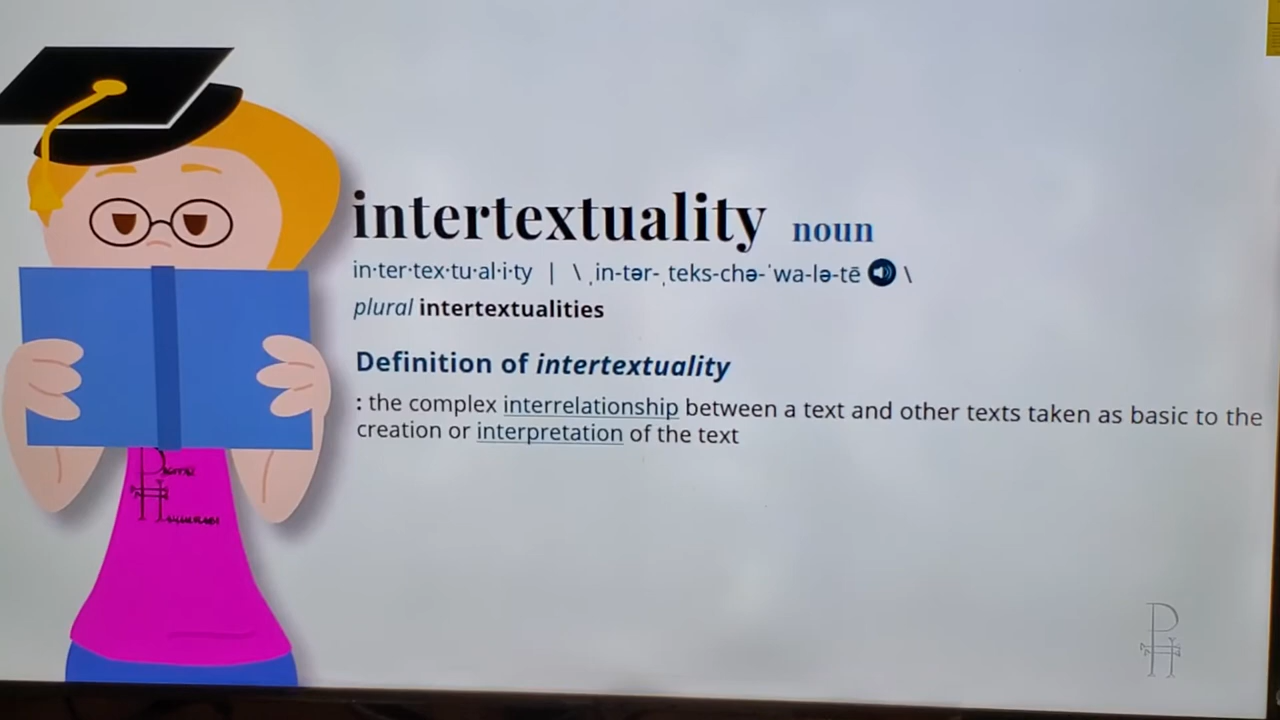 intertextuality noun
in·ter·tex·tu·al·i·ty | \ ˌin-tər-ˌteks-chə-ˈwa-lə-tē \
plural intertextualities
Definition of intertextuality
: the complex interrelationship between a text and other texts taken as basic to the
creation or interpretation of the text
PH